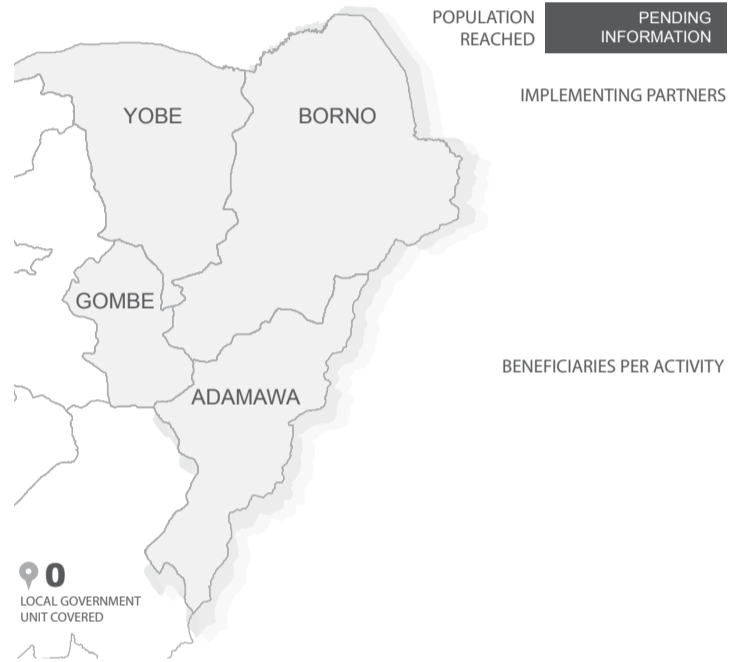 POPULATION
REACHED
PENDING
INFORMATION
IMPLEMENTING PARTNERS
YOBE
BORNO
GOMBE
BENEFICIARIES PER ACTIVITY
ADAMAWA
0
LOCAL GOVERNMENT
UNIT COVERED